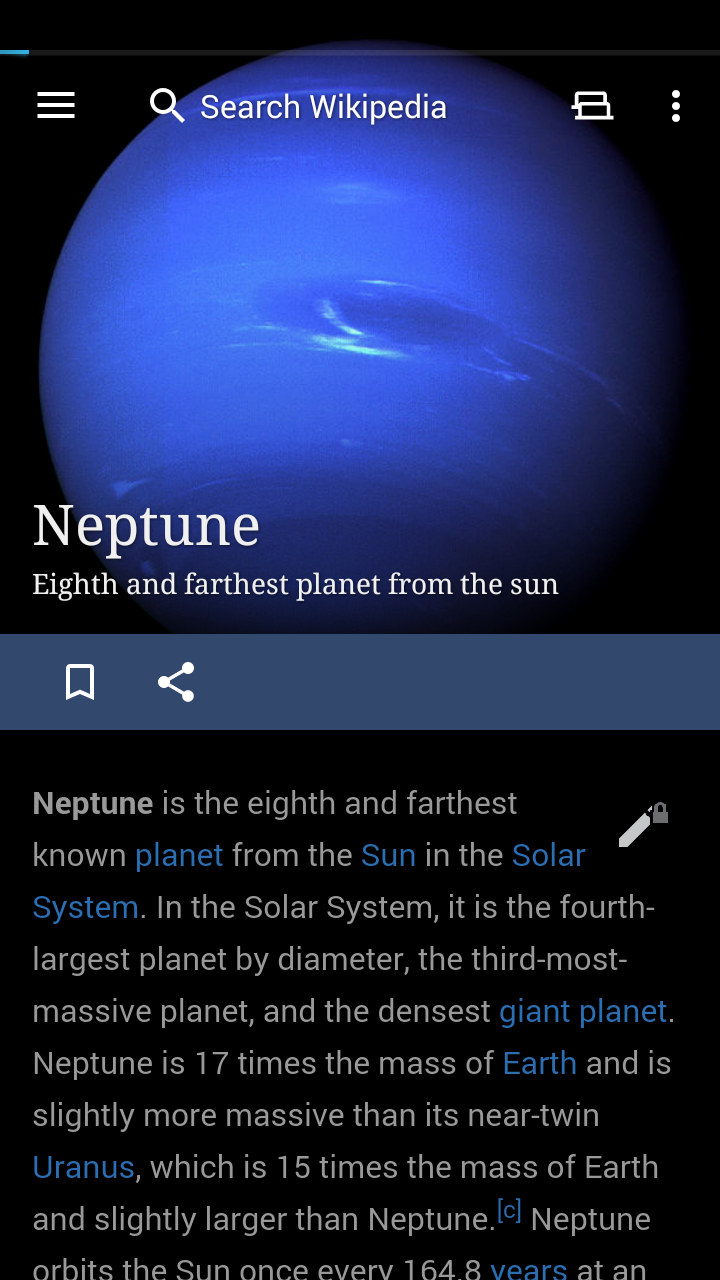 Search Wikipedia
Neptune
Eighth and farthest planet from the sun
Neptune is the eighth and farthest
known planet from the Sun in the Solar
System. In the Solar System, it is the fourth-
largest planet by diameter, the third-most-
massive planet, and the densest giant planet.
Neptune is 17 times the mass of Earth and is
slightly more massive than its near-twin
Uranus, which is 15 times the mass of Earth
and slightly larger than Neptune.[c] Neptune
orbits the Sun once every 164.8 years at an